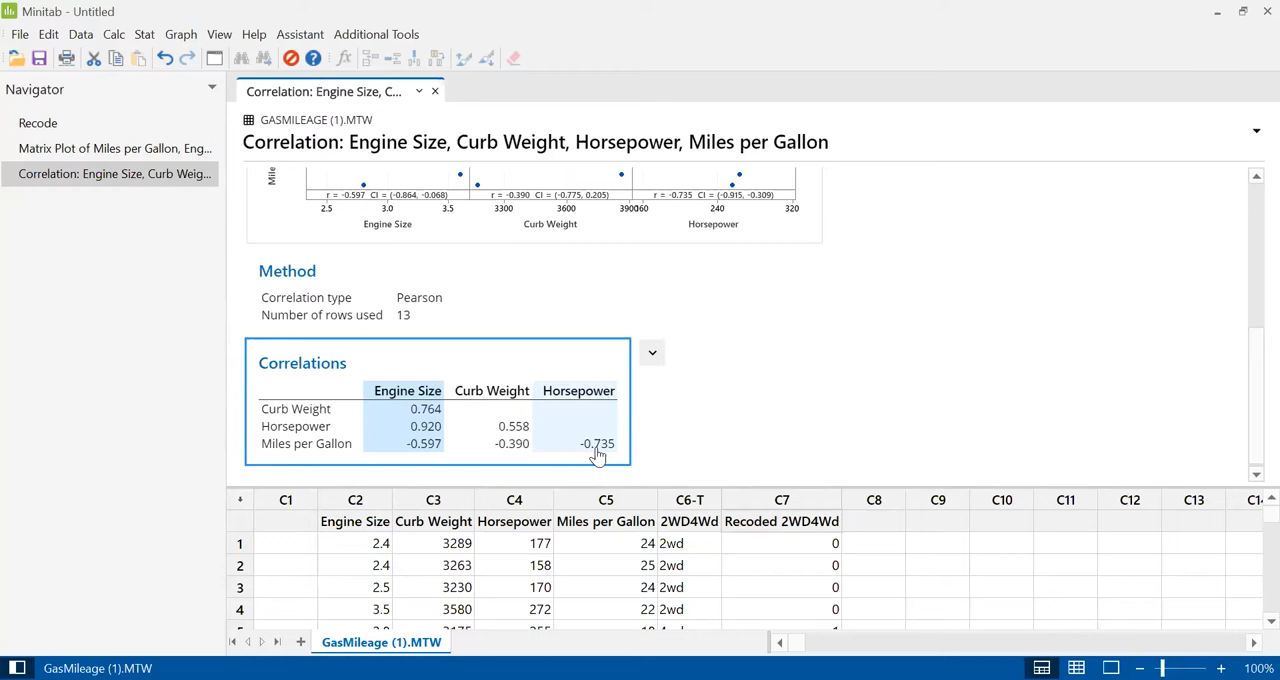 Minitab - Untitled
File Edit Data Calc Stat Graph View Help Assistant Additional Tools
Navigator
Recode
Matrix Plot of Miles per Gallon, Eng...
Correlation: Engine Size, Curb Weig...
Correlation: Engine Size, C...
GASMILEAGE (1).MTW
Correlation: Engine Size, Curb Weight, Horsepower, Miles per Gallon
Mile
r = -0.597 CI = (-0.864, -0.068) r = -0.390 CI = (-0.775, 0.205) r = -0.735 CI = (-0.915, -0.309)
2.5 3.0 3.5 3300 3600 3900 160 240 320
Engine Size Curb Weight Horsepower
Method
Correlation type Pearson
Number of rows used 13
Correlations
Engine Size Curb Weight Horsepower
Curb Weight 0.764
Horsepower 0.920 0.558
Miles per Gallon -0.597 -0.390 -0.735
C1 C2 C3 C4 C5 C6-T C7 C8 C9 C10 C11 C12 C13 C14
Engine Size Curb Weight Horsepower Miles per Gallon 2WD4Wd Recoded 2WD4Wd
1 2.4 3289 177 24 2wd 0
2 2.4 3263 158 25 2wd 0
3 2.5 3230 170 24 2wd 0
4 3.5 3580 272 22 2wd 0
GasMileage (1).MTW
GasMileage (1).MTW
100%